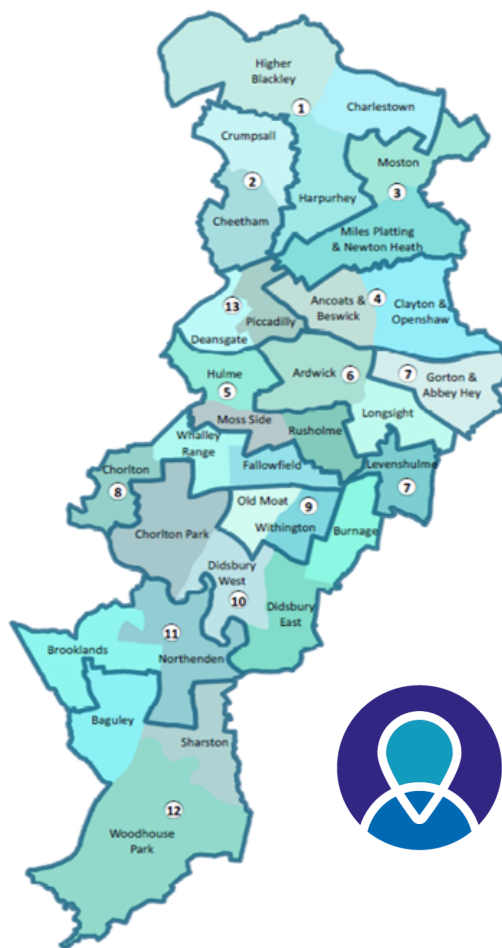 Higher
Blackley
1
Charlestown
Crumpsall
Moston
2
3
Harpurhey
Cheetham
Miles Platting
& Newton Heath
13
Ancoats &
Beswick
4
Clayton &
Openshaw
Piccadilly
Deansgate
Hulme
5
Ardwick
6
7
Gorton &
Abbey Hey
Longsight
Moss Side
Rusholme
Whalley
Range
Chorlton
8
Fallowfield
Levenshulme
7
Old Moat
9
Withington
Burnage
Chorlton Park
Didsbury
West
10
Didsbury
East
11
Brooklands
Northenden
Baguley
Sharston
12
Woodhouse
Park